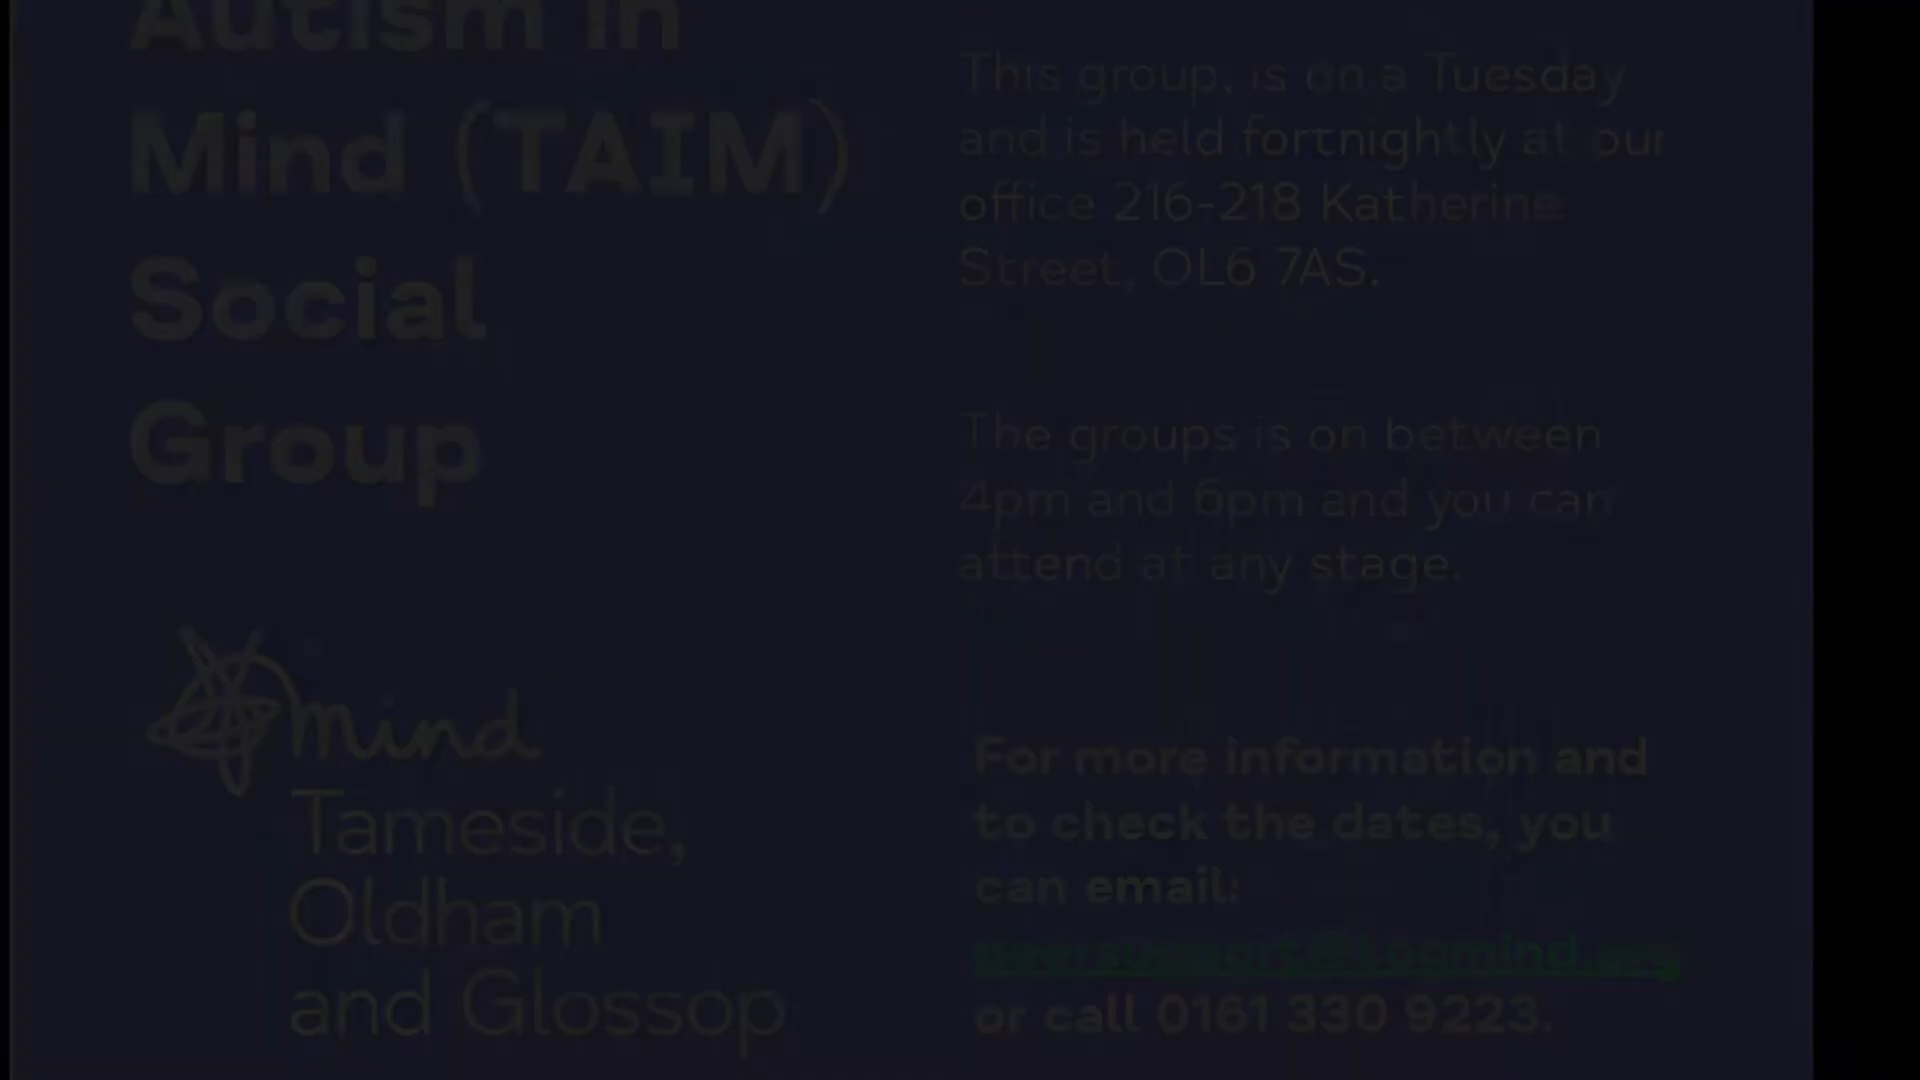 Autism in
Mind (TAIM)
Social
Group
mind
Tameside,
Oldham
and Glossop
This group, is on a Tuesday
and is held fortnightly at our
office 216-218 Katherine
Street, OL6 7AS.
The groups is on between
4pm and 6pm and you can
attend at any stage.
For more information and
to check the dates, you
can email:
peersupport@togmind.org
or call 0161 330 9223.